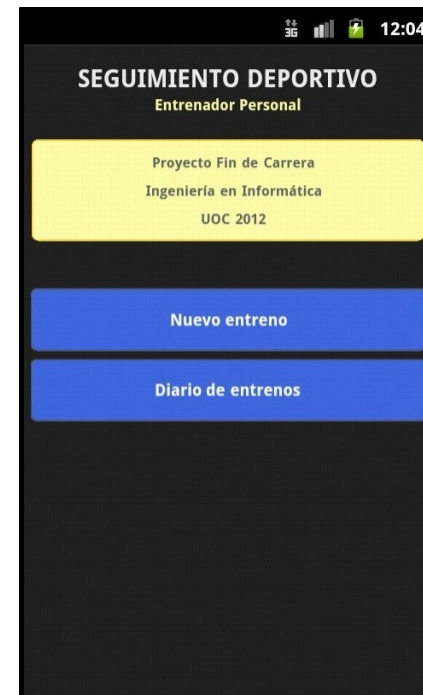 3G 12:04
SEGUIMIENTO DEPORTIVO
Entrenador Personal
Proyecto Fin de Carrera
Ingeniería en Informática
UOC 2012
Nuevo entreno
Diario de entrenos